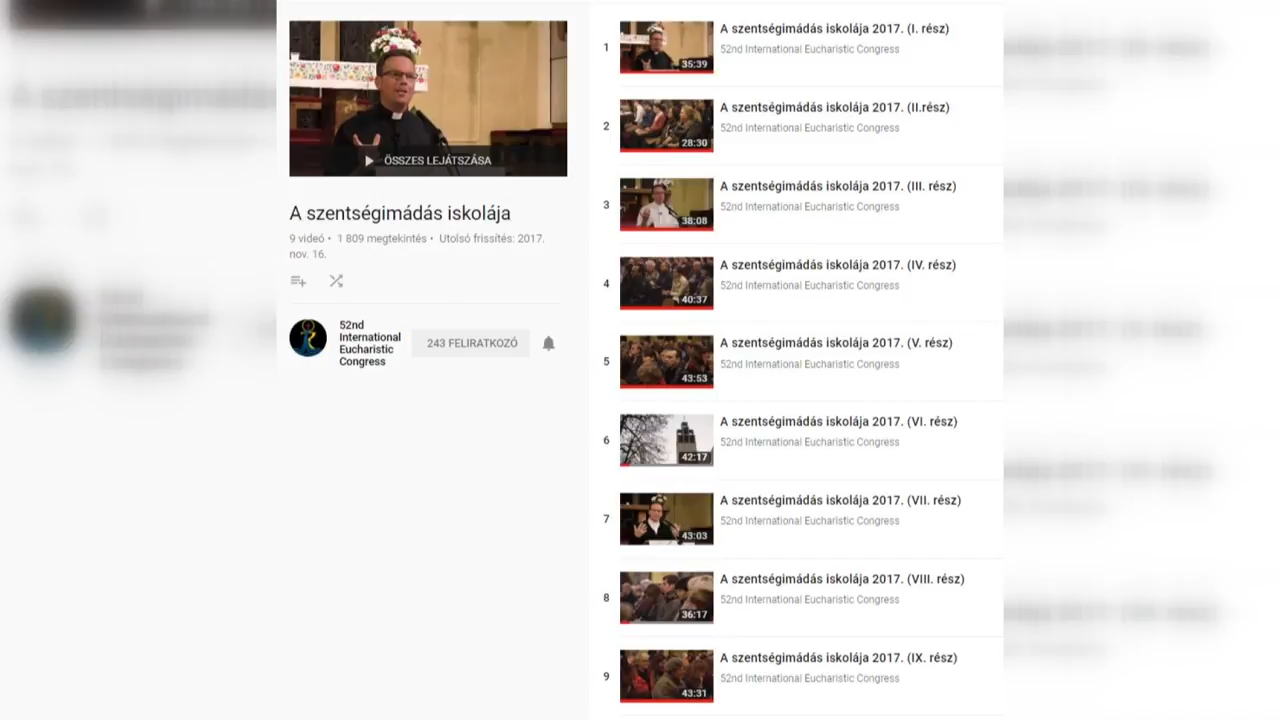 ÖSSZES LEJÁTSZÁSA
A szentségimádás iskolája
9 videó • 1 809 megtekintés • Utolsó frissítés: 2017.
nov. 16.
52nd
International
Eucharistic
Congress
243 FELIRATKOZÓ
1
35:39
A szentségimádás iskolája 2017. (I. rész)
52nd International Eucharistic Congress
2
28:30
A szentségimádás iskolája 2017. (II.rész)
52nd International Eucharistic Congress
3
38:08
A szentségimádás iskolája 2017. (III. rész)
52nd International Eucharistic Congress
4
40:37
A szentségimádás iskolája 2017. (IV. rész)
52nd International Eucharistic Congress
5
43:53
A szentségimádás iskolája 2017. (V. rész)
52nd International Eucharistic Congress
6
42:17
A szentségimádás iskolája 2017. (VI. rész)
52nd International Eucharistic Congress
7
43:03
A szentségimádás iskolája 2017. (VII. rész)
52nd International Eucharistic Congress
8
36:17
A szentségimádás iskolája 2017. (VIII. rész)
52nd International Eucharistic Congress
9
43:31
A szentségimádás iskolája 2017. (IX. rész)
52nd International Eucharistic Congress